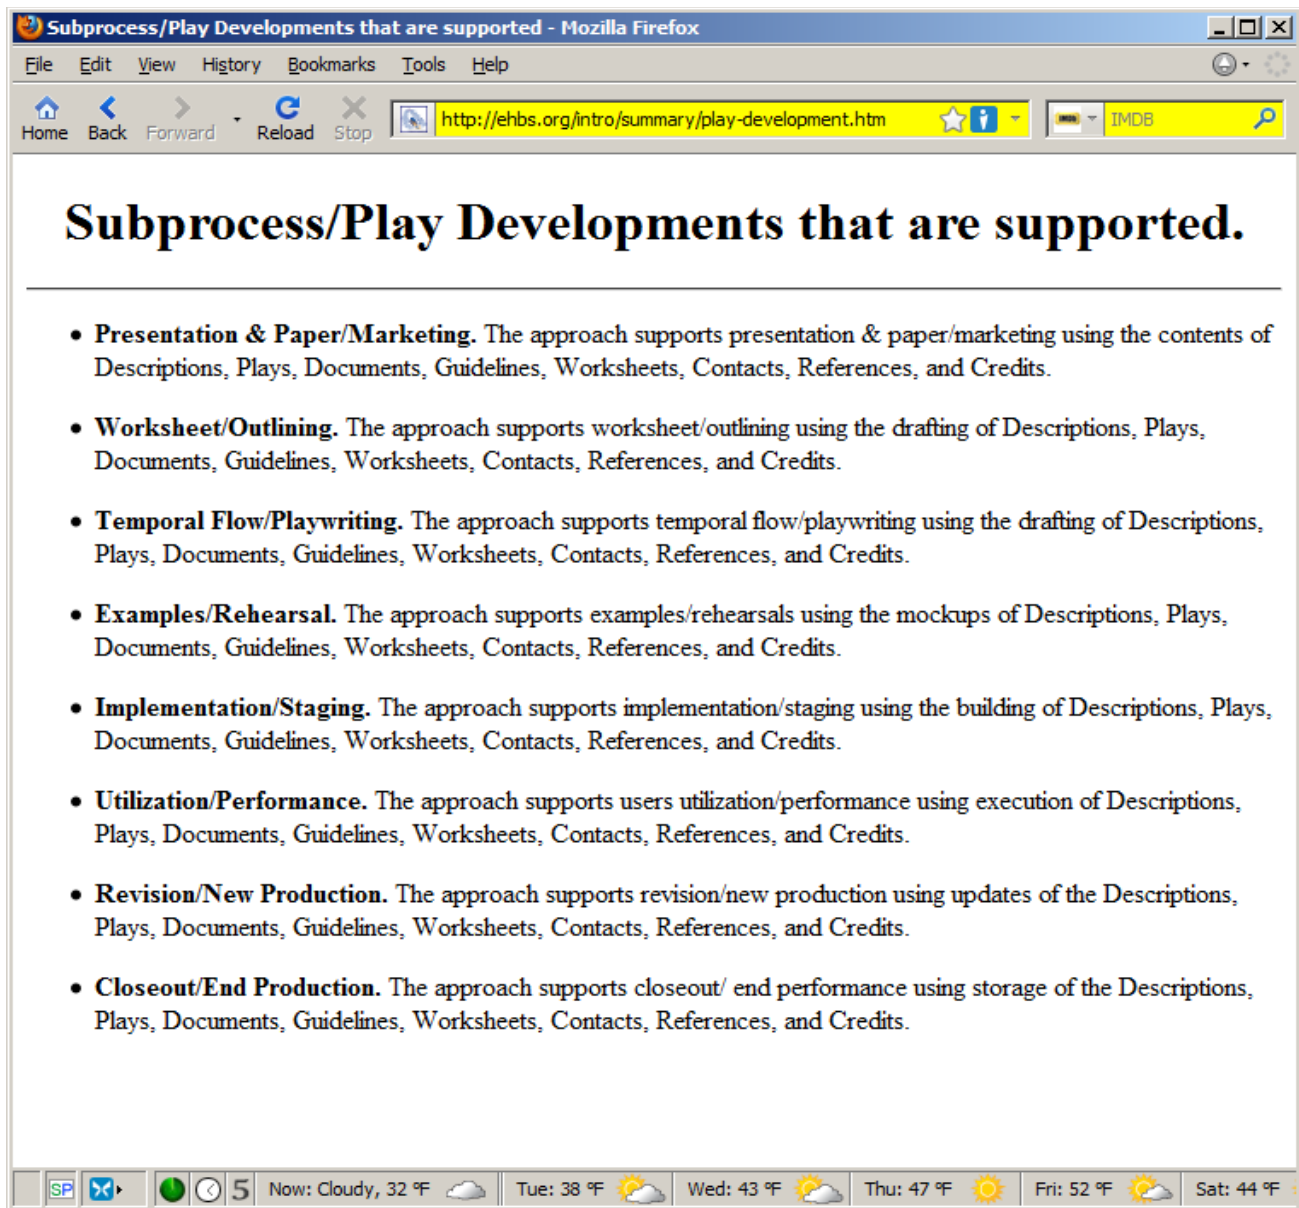 Subprocess/Play Developments that are supported - Mozilla Firefox
File Edit View History Bookmarks Tools Help
Home Back Forward Reload Stop http://ehbs.org/intro/summary/play-development.htm IMDB
Subprocess/Play Developments that are supported.
• Presentation & Paper/Marketing. The approach supports presentation & paper/marketing using the contents of
Descriptions, Plays, Documents, Guidelines, Worksheets, Contacts, References, and Credits.
• Worksheet/Outlining. The approach supports worksheet/outlining using the drafting of Descriptions, Plays,
Documents, Guidelines, Worksheets, Contacts, References, and Credits.
• Temporal Flow/Playwriting. The approach supports temporal flow/playwriting using the drafting of Descriptions,
Plays, Documents, Guidelines, Worksheets, Contacts, References, and Credits.
• Examples/Rehearsal. The approach supports examples/rehearsals using the mockups of Descriptions, Plays,
Documents, Guidelines, Worksheets, Contacts, References, and Credits.
• Implementation/Staging. The approach supports implementation/staging using the building of Descriptions, Plays,
Documents, Guidelines, Worksheets, Contacts, References, and Credits.
• Utilization/Performance. The approach supports users utilization/performance using execution of Descriptions,
Plays, Documents, Guidelines, Worksheets, Contacts, References, and Credits.
• Revision/New Production. The approach supports revision/new production using updates of the Descriptions,
Plays, Documents, Guidelines, Worksheets, Contacts, References, and Credits.
• Closeout/End Production. The approach supports closeout/ end performance using storage of the Descriptions,
Plays, Documents, Guidelines, Worksheets, Contacts, References, and Credits.
SP 5 Now: Cloudy, 32 °F Tue: 38 °F Wed: 43 °F Thu: 47 °F Fri: 52 °F Sat: 44 °F